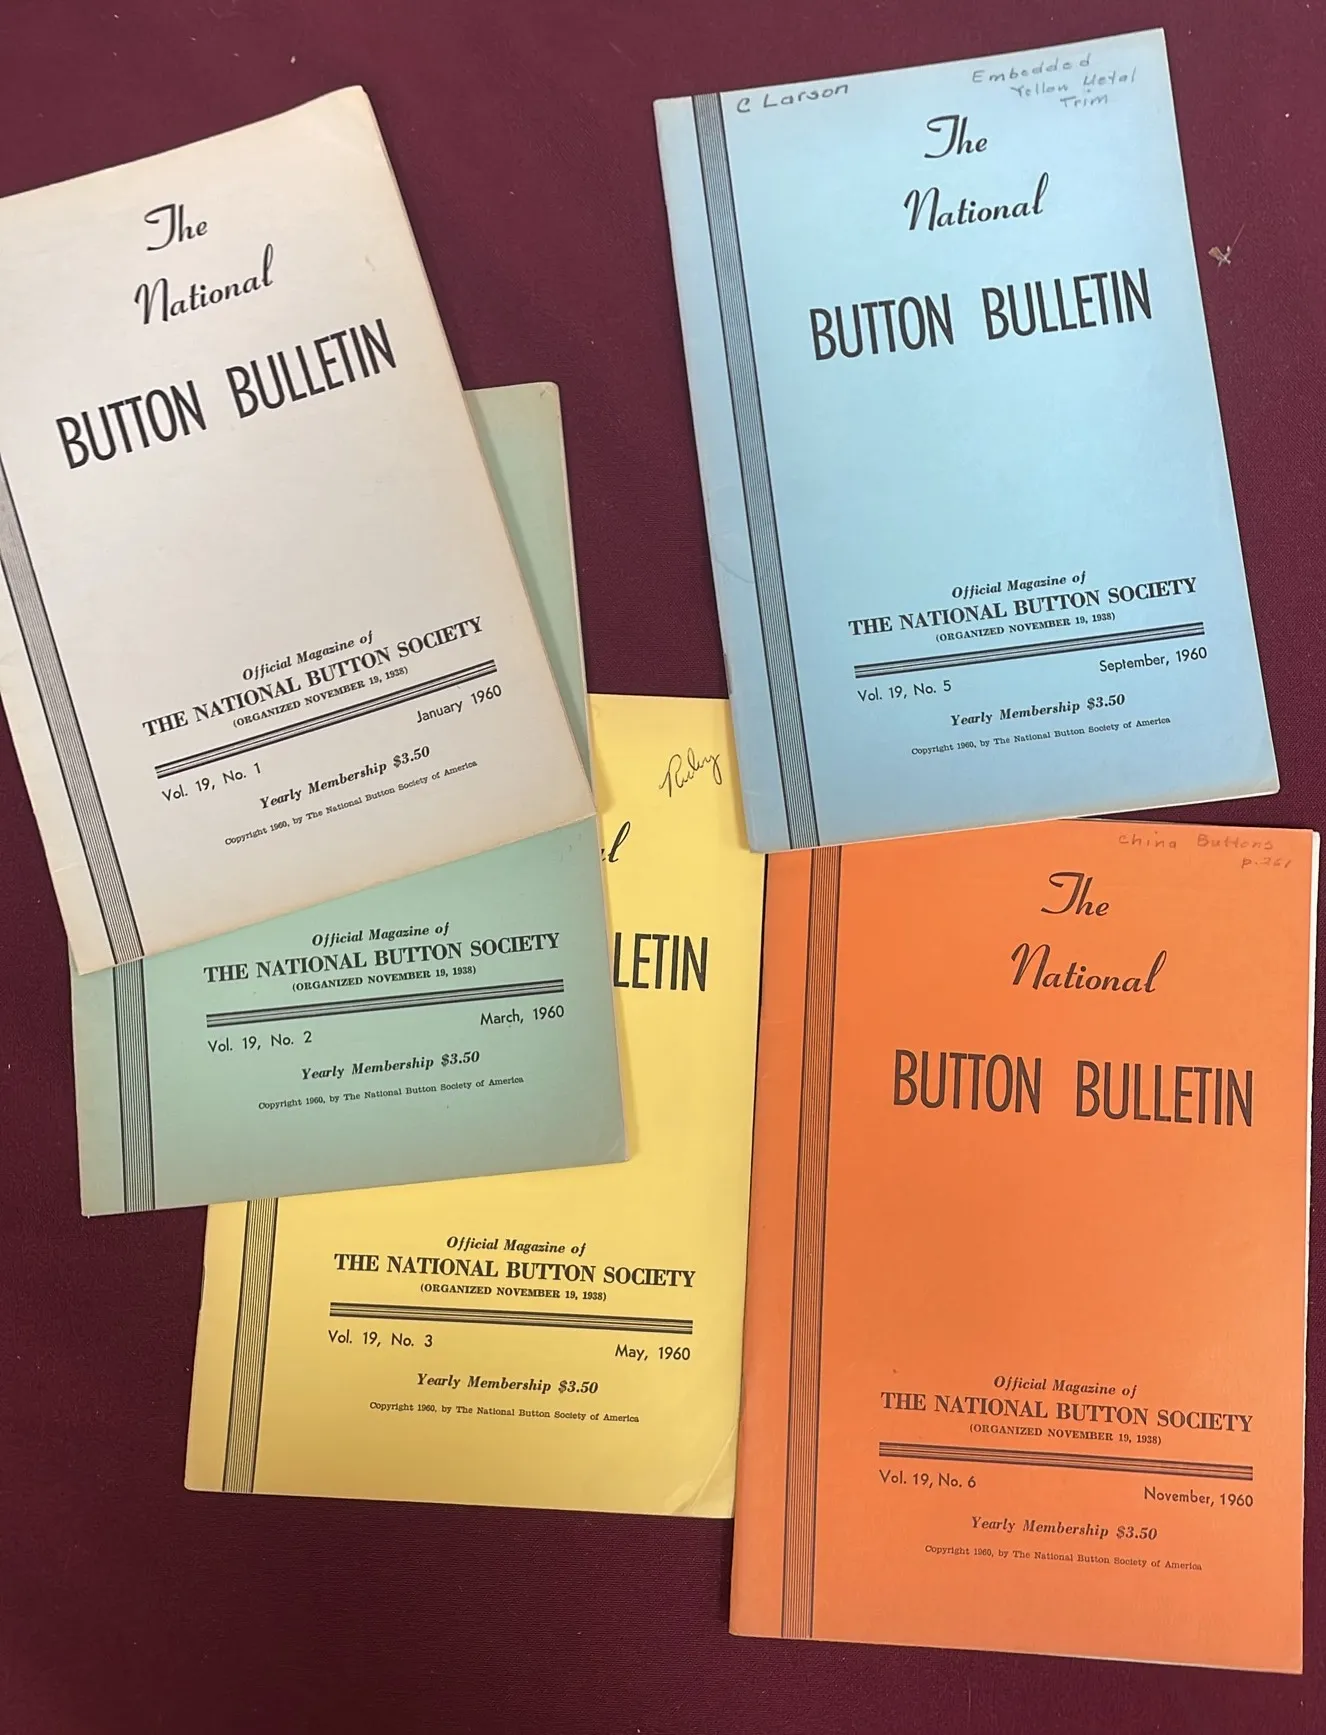 The
National
BUTTON BULLETIN
Official Magazine of
THE NATIONAL BUTTON SOCIETY
(ORGANIZED NOVEMBER 19, 1938)
January 1960
Vol. 19, No. 1
Yearly Membership $3.50
Copyright 1960, by The National Button Society of America
C Larson
Embedded
Yellow Metal
Trim
The
National
BUTTON BULLETIN
Official Magazine of
THE NATIONAL BUTTON SOCIETY
(ORGANIZED NOVEMBER 19, 1938)
September, 1960
Vol. 19, No. 5
Yearly Membership $3.50
Copyright 1960, by The National Button Society of America
Official Magazine of
THE NATIONAL BUTTON SOCIETY
(ORGANIZED NOVEMBER 19, 1938)
March, 1960
Vol. 19, No. 2
Yearly Membership $3.50
Copyright 1960, by The National Button Society of America
al
LETIN
Official Magazine of
THE NATIONAL BUTTON SOCIETY
(ORGANIZED NOVEMBER 19, 1938)
Vol. 19, No. 3
May, 1960
Yearly Membership $3.50
Copyright 1960, by The National Button Society of America
China Buttons
p. 261
The
National
BUTTON BULLETIN
Official Magazine of
THE NATIONAL BUTTON SOCIETY
(ORGANIZED NOVEMBER 19, 1938)
Vol. 19, No. 6
November, 1960
Yearly Membership $3.50
Copyright 1960, by The National Button Society of America